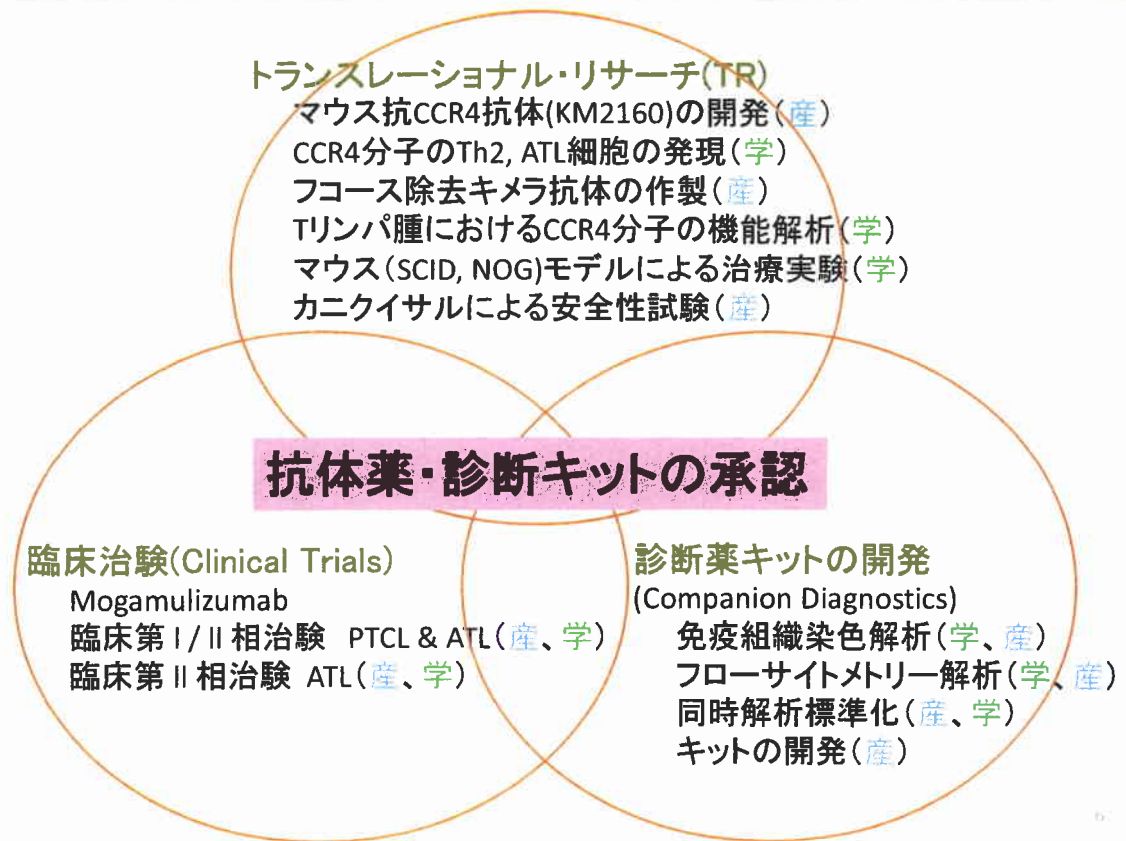 トランスレーショナル・リサーチ(TR)
マウス抗CCR4抗体(KM2160)の開発(産)
CCR4分子のTh2, ATL細胞の発現(学)
フコース除去キメラ抗体の作製(産)
Tリンパ腫におけるCCR4分子の機能解析(学)
マウス(SCID, NOG)モデルによる治療実験(学)
カニクイサルによる安全性試験(産)
抗体薬・診断キットの承認
臨床治験(Clinical Trials)
Mogamulizumab
臨床第Ⅰ/Ⅱ相治験 PTCL & ATL(産、学)
臨床第Ⅱ相治験 ATL(産、学)
診断薬キットの開発
(Companion Diagnostics)
免疫組織染色解析(学、産)
フローサイトメトリー解析(学、産)
同時解析標準化(産、学)
キットの開発(産)